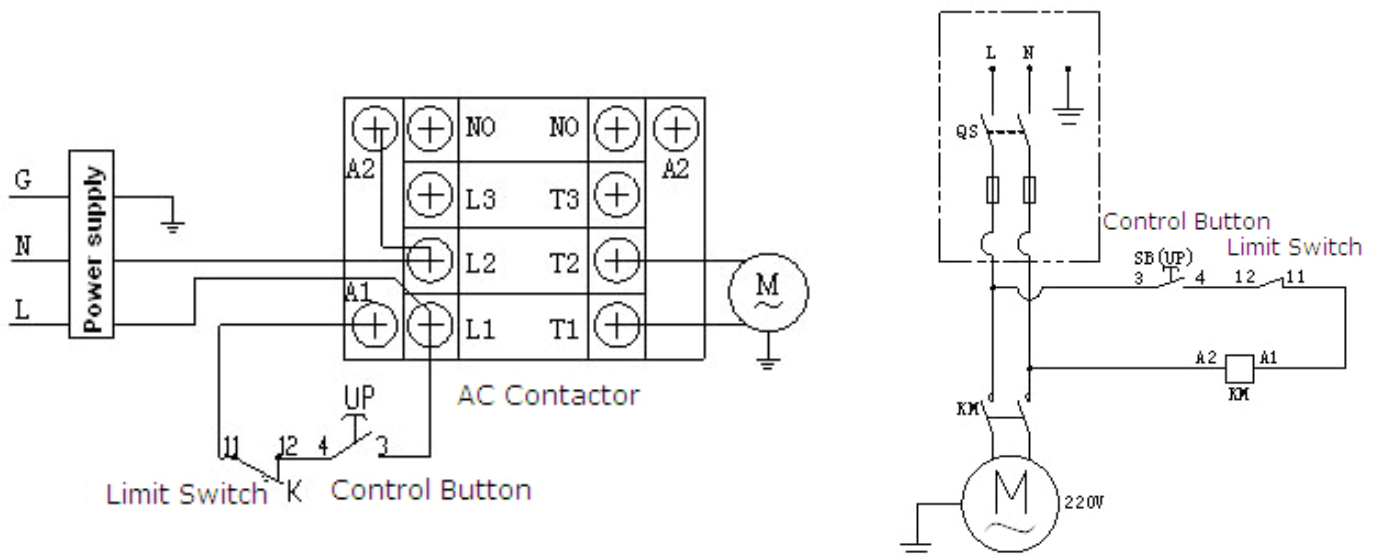 A2 NO NO A2
G
Power supply
L3 T3
N
L2 T2
M
A1
L
L1 T1
AC Contactor
UP
11 12 4 3
Limit Switch K Control Button
L N
QS
Control Button
Limit Switch
SB(UP)
3 4 12 11
A2 A1
KM
KM
M
220V